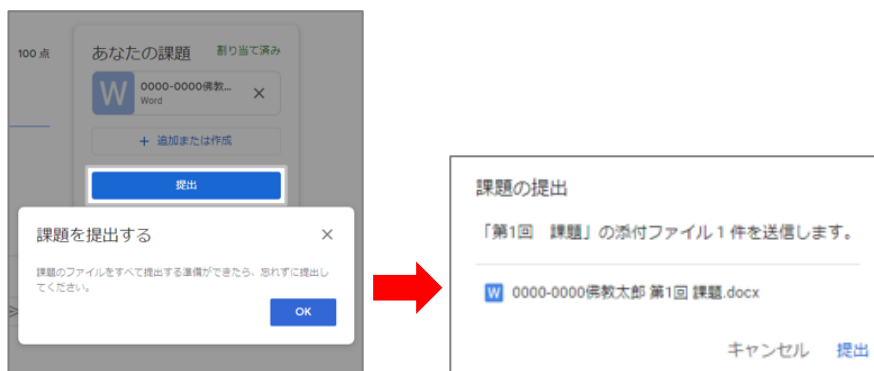 100 点
あなたの課題 割り当て済み
W
0000-0000佛教...
Word
+ 追加または作成
提出
課題を提出する
課題のファイルをすべて提出する準備ができたら、忘れずに提出し
てください。
OK
課題の提出
「第1回 課題」の添付ファイル 1 件を送信します。
W 0000-0000佛教太郎 第1回 課題.docx
キャンセル 提出